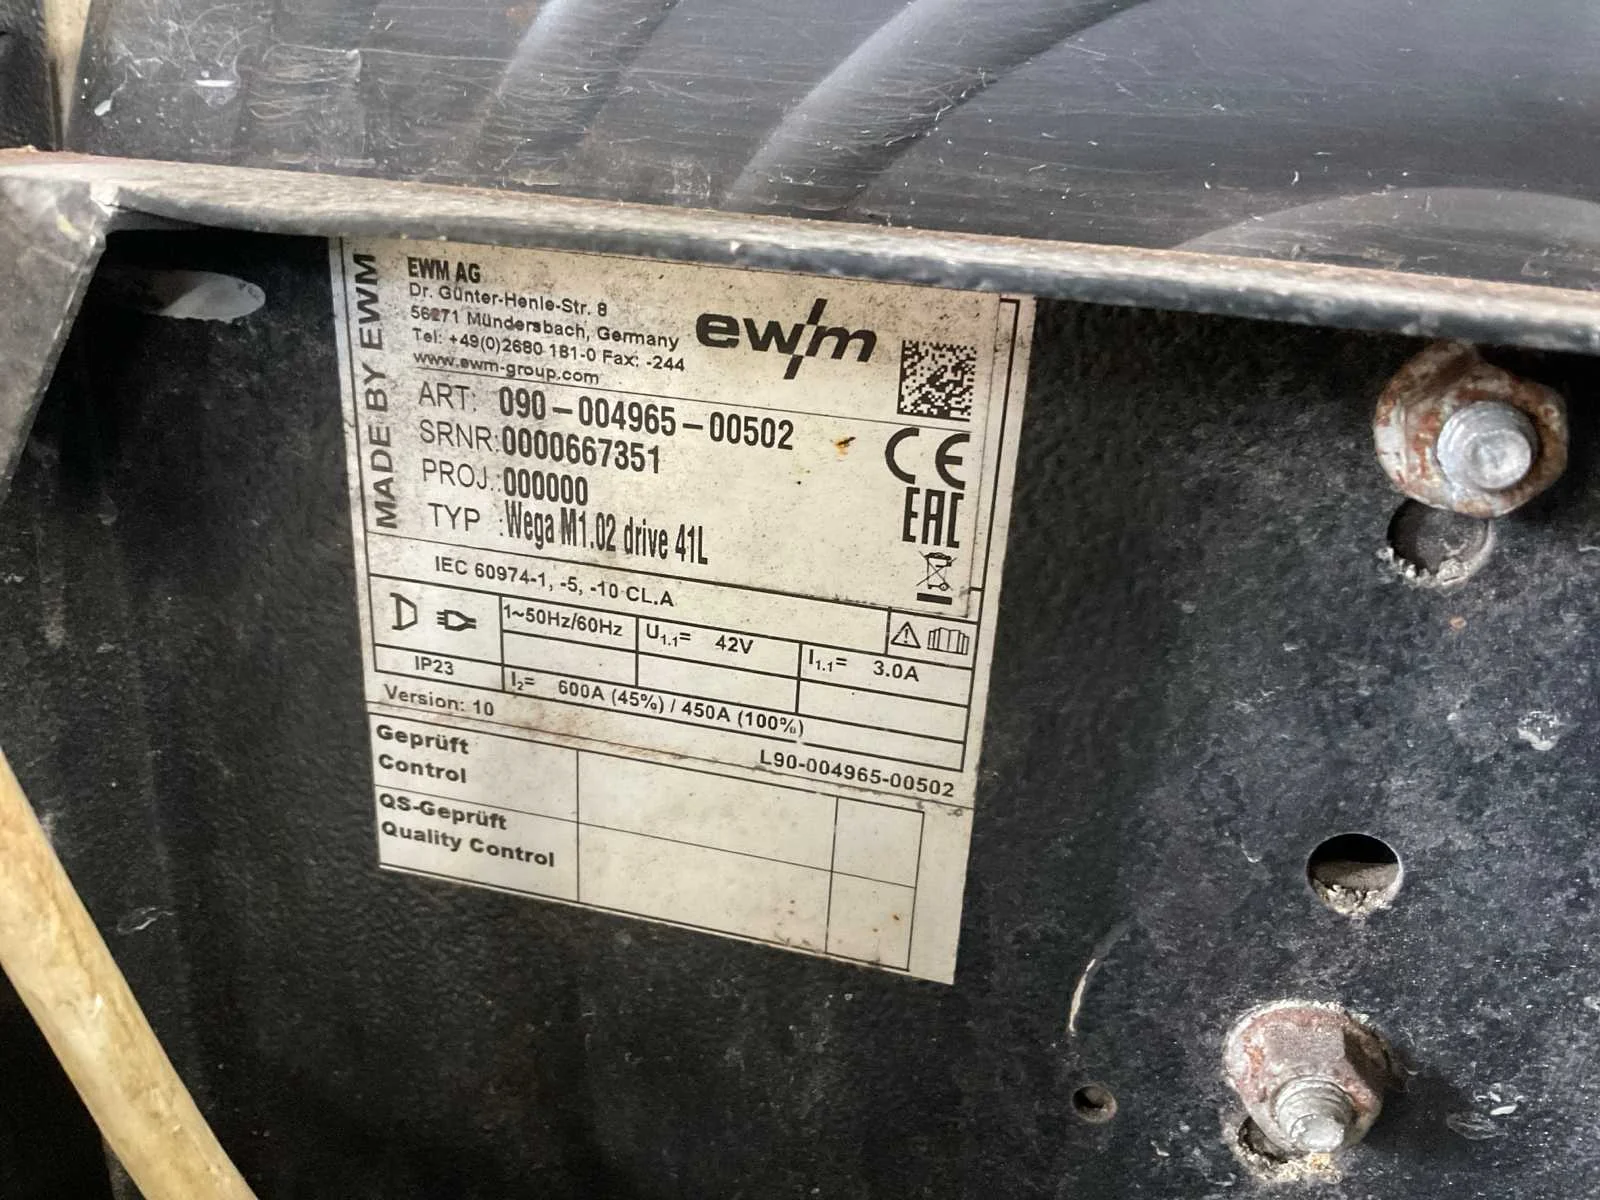 MADE BY EWM
EWM AG
Dr. Günter-Henle-Str. 8
56271 Mündersbach, Germany
Tel: +49(0)2680 181-0 Fax: -244
www.ewm-group.com
ewm
ART: 090-004965-00502
SRNR:0000667351
PROJ.:000000
TYP :Wega M1.02 drive 41L
CE
EAC
IEC 60974-1, -5, -10 CL.A
1~50Hz/60Hz U1.1= 42V I1.1= 3.0A
IP23 I2= 600A (45%) / 450A (100%)
Version: 10 L90-004965-00502
Geprüft
Control
QS-Geprüft
Quality Control